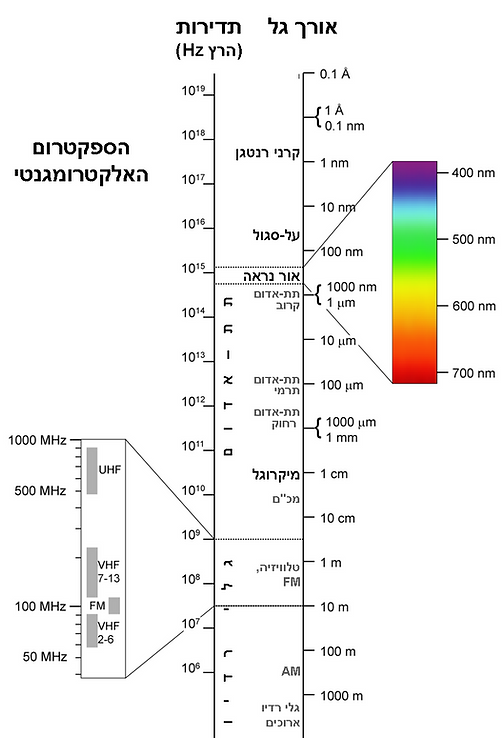 אורך גל
תדירות
(הרץ Hz)
הספקטרום
האלקטרומגנטי
10¹⁹
10¹⁸
10¹⁷
10¹⁶
10¹⁵
10¹⁴
10¹³
10¹²
10¹¹
10¹⁰
10⁹
10⁸
10⁷
10⁶
קרני רנטגן
על-סגול
אור נראה
תת-אדום
תת-אדום
קרוב
תת-אדום
תרמי
תת-אדום
רחוק
מיקרוגל
מכ"ם
גלי רדיו
טלוויזיה,
FM
AM
גלי רדיו
ארוכים
0.1 Å
1 Å
0.1 nm
1 nm
10 nm
100 nm
1000 nm
1 µm
10 µm
100 µm
1000 µm
1 mm
1 cm
10 cm
1 m
10 m
100 m
1000 m
400 nm
500 nm
600 nm
700 nm
1000 MHz
500 MHz
100 MHz
50 MHz
UHF
VHF
7-13
FM
VHF
2-6